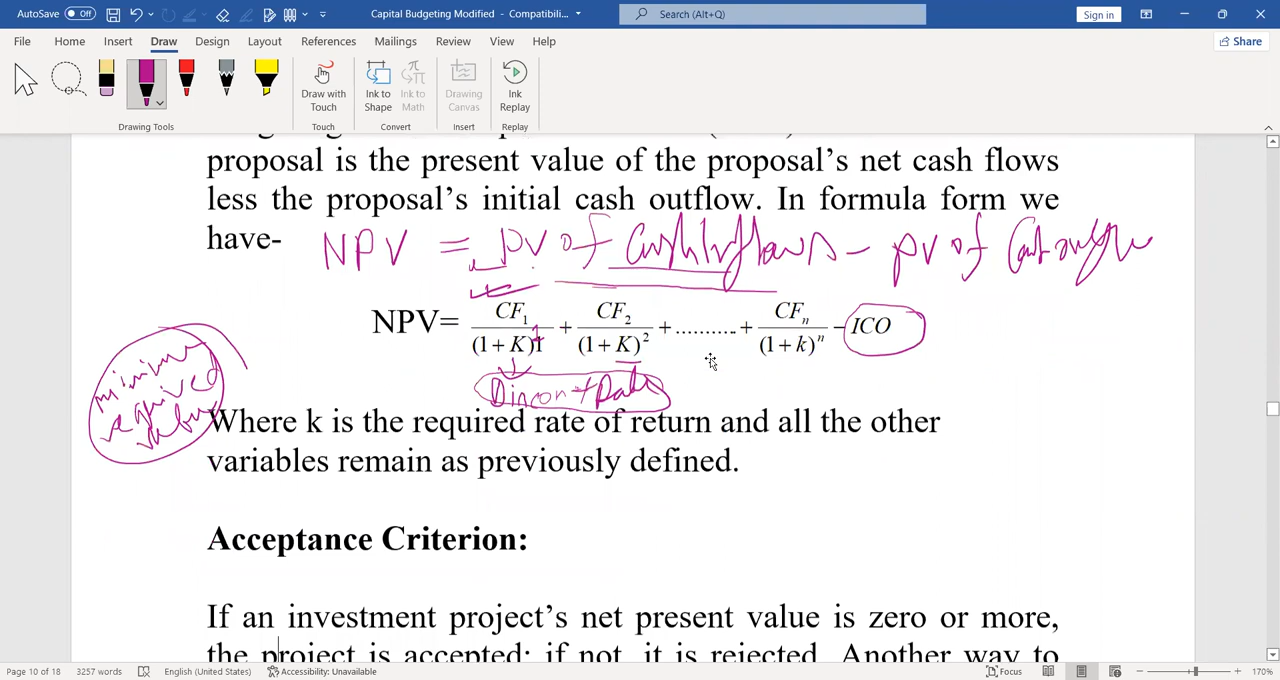 AutoSave Off Capital Budgeting Modified - Compatibili... Search (Alt+Q) Sign in
File Home Insert Draw Design Layout References Mailings Review View Help Share
Draw with Touch Ink to Shape Ink to Math Drawing Canvas Ink Replay
Drawing Tools Touch Convert Insert Replay
proposal is the present value of the proposal's net cash flows
less the proposal's initial cash outflow. In formula form we
have- NPV = PV of Cash Inflows - PV of Cash outflow
NPV= CF1/(1+K)1 + CF2/(1+K)^2 + .......... + CFn/(1+k)^n - ICO
Discount Rate
minimum required
Where k is the required rate of return and all the other
variables remain as previously defined.
Acceptance Criterion:
If an investment project's net present value is zero or more,
the project is accepted; if not, it is rejected. Another way to
Page 10 of 18 3257 words English (United States) Accessibility: Unavailable Focus 170%